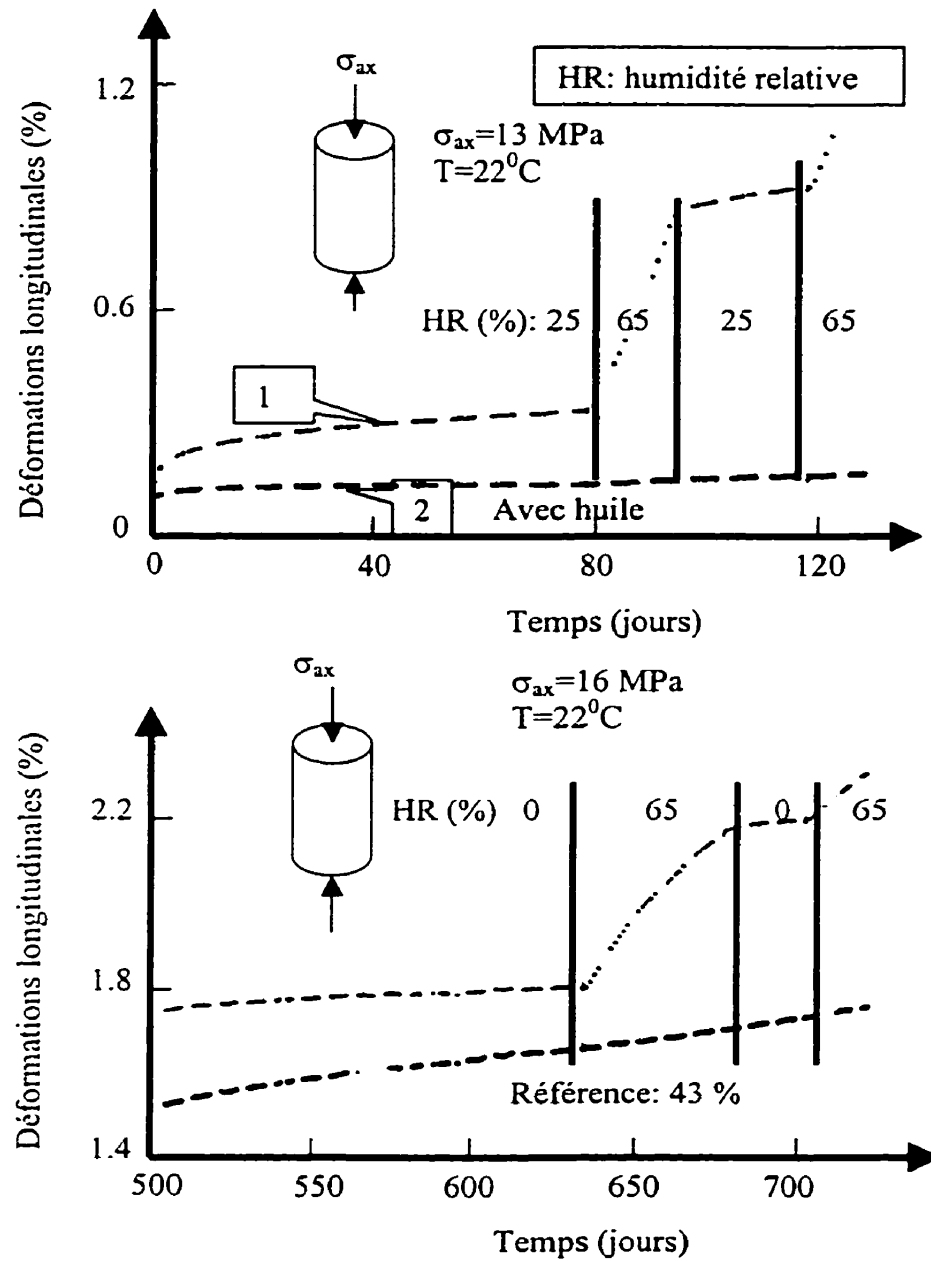 1.2
σax
HR: humidité relative
σax=13 MPa
T=22⁰C
Déformations longitudinales (%)
0.6
HR (%): 25 65 25 65
1
2
Avec huile
0
0 40 80 120
Temps (jours)
σax
σax=16 MPa
T=22⁰C
Déformations longitudinales (%)
2.2
HR (%) 0 65 0 65
1.8
Référence: 43 %
1.4
500 550 600 650 700
Temps (jours)